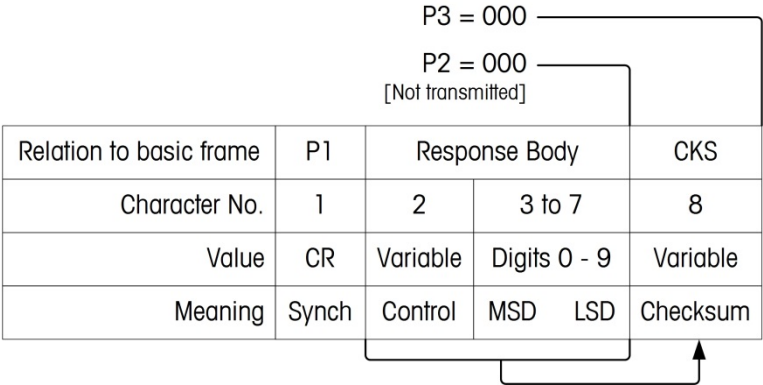 P3 = 000
P2 = 000
[Not transmitted]
Relation to basic frame P1 Response Body CKS
Character No. 1 2 3 to 7 8
Value CR Variable Digits 0 - 9 Variable
Meaning Synch Control MSD LSD Checksum